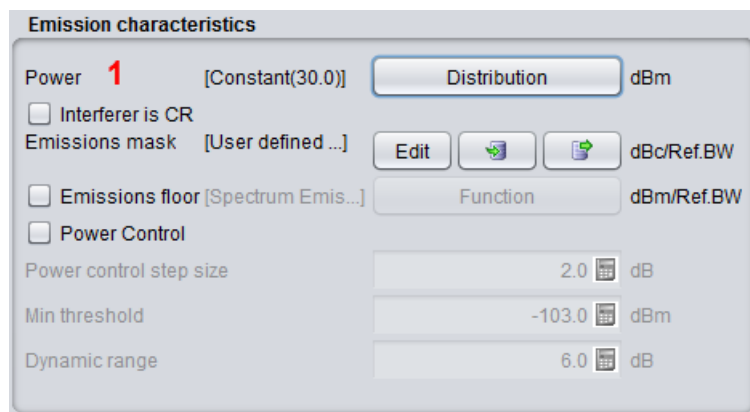 Emission characteristics
Power 1 [Constant(30.0)] Distribution dBm
Interferer is CR
Emissions mask [User defined ...] Edit dBc/Ref.BW
Emissions floor [Spectrum Emis...] Function dBm/Ref.BW
Power Control
Power control step size 2.0 dB
Min threshold -103.0 dBm
Dynamic range 6.0 dB